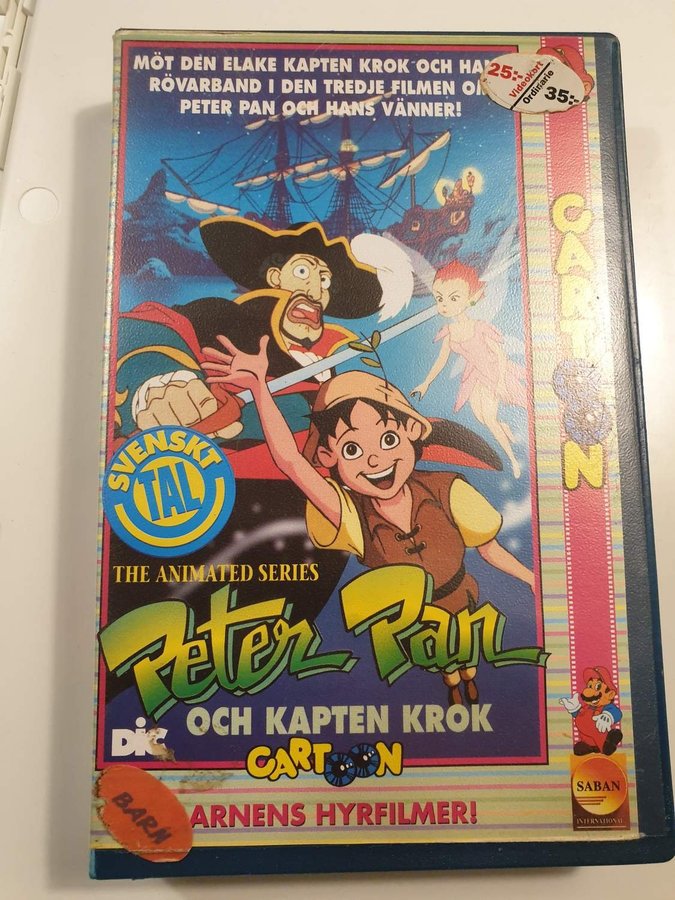 MÖT DEN ELAKE KAPTEN KROK OCH
RÖVARBAND I DEN TREDJE FILMEN
PETER PAN OCH HANS VÄNNER!
25:-
Videokort
Ordinarie
35:-
CARTOON
SVENSKT
TAL
THE ANIMATED SERIES
Peter Pan
OCH KAPTEN KROK
DIC
CARTOON
BARN
ARNENS HYRFILMER!
SABAN
INTERNATIONAL